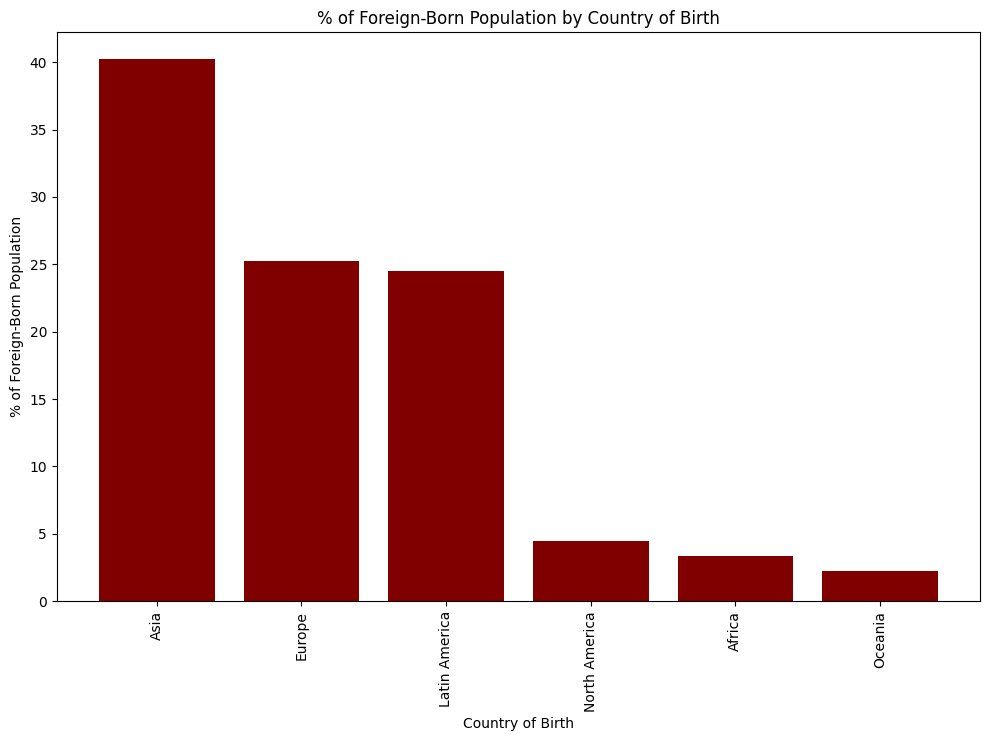 % of Foreign-Born Population by Country of Birth
% of Foreign-Born Population
40
35
30
25
20
15
10
5
0
Asia
Europe
Latin America
North America
Africa
Oceania
Country of Birth